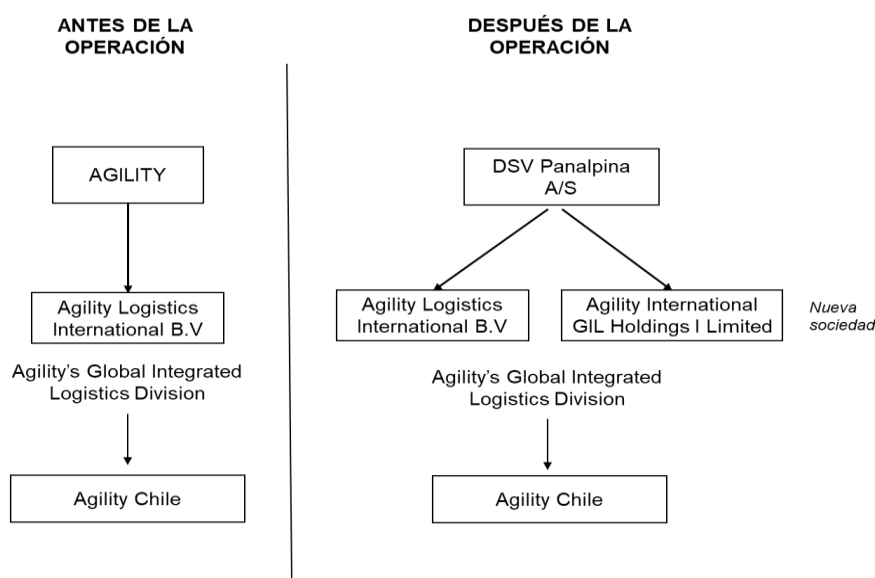 ANTES DE LA
OPERACIÓN
AGILITY
Agility Logistics
International B.V
Agility's Global Integrated
Logistics Division
Agility Chile
DESPUÉS DE LA
OPERACIÓN
DSV Panalpina
A/S
Agility Logistics
International B.V
Agility International
GIL Holdings I Limited
Nueva
sociedad
Agility's Global Integrated
Logistics Division
Agility Chile